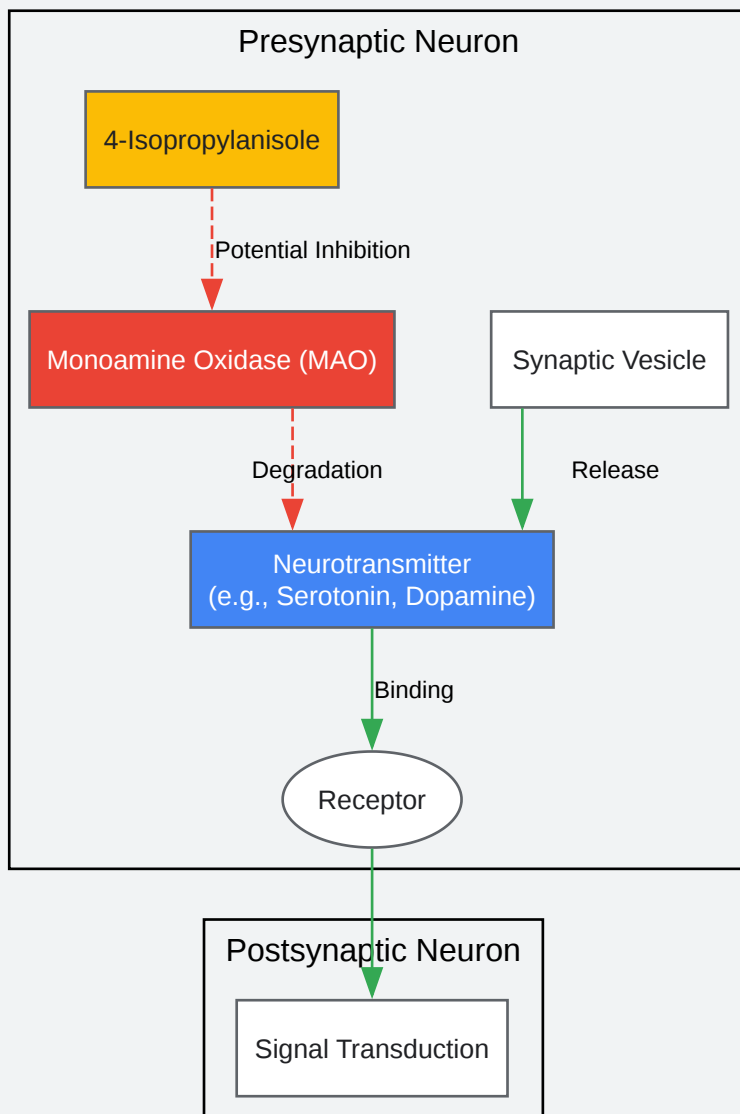 Presynaptic Neuron
4-Isopropylanisole
Potential Inhibition
Monoamine Oxidase (MAO)
Synaptic Vesicle
Degradation
Release
Neurotransmitter
(e.g., Serotonin, Dopamine)
Binding
Receptor
Postsynaptic Neuron
Signal Transduction